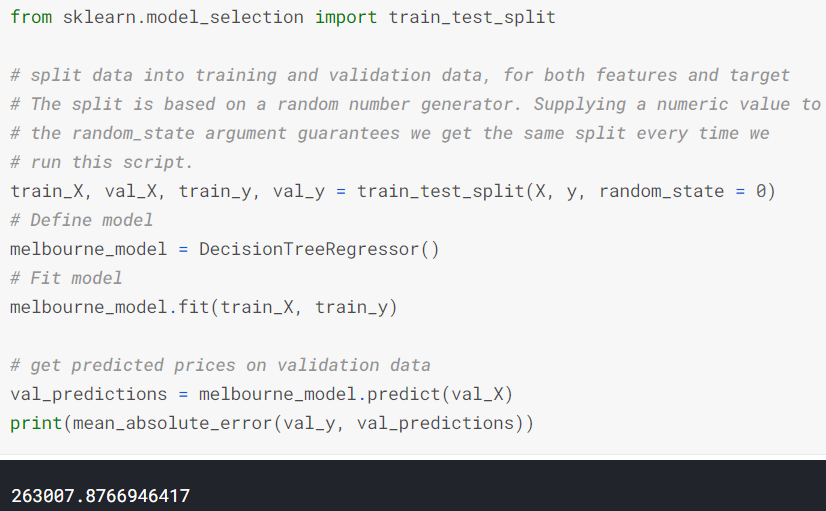 from sklearn.model_selection import train_test_split
# split data into training and validation data, for both features and target
# The split is based on a random number generator. Supplying a numeric value to
# the random_state argument guarantees we get the same split every time we
# run this script.
train_X, val_X, train_y, val_y = train_test_split(X, y, random_state = 0)
# Define model
melbourne_model = DecisionTreeRegressor()
# Fit model
melbourne_model.fit(train_X, train_y)
# get predicted prices on validation data
val_predictions = melbourne_model.predict(val_X)
print(mean_absolute_error(val_y, val_predictions))
263007.8766946417